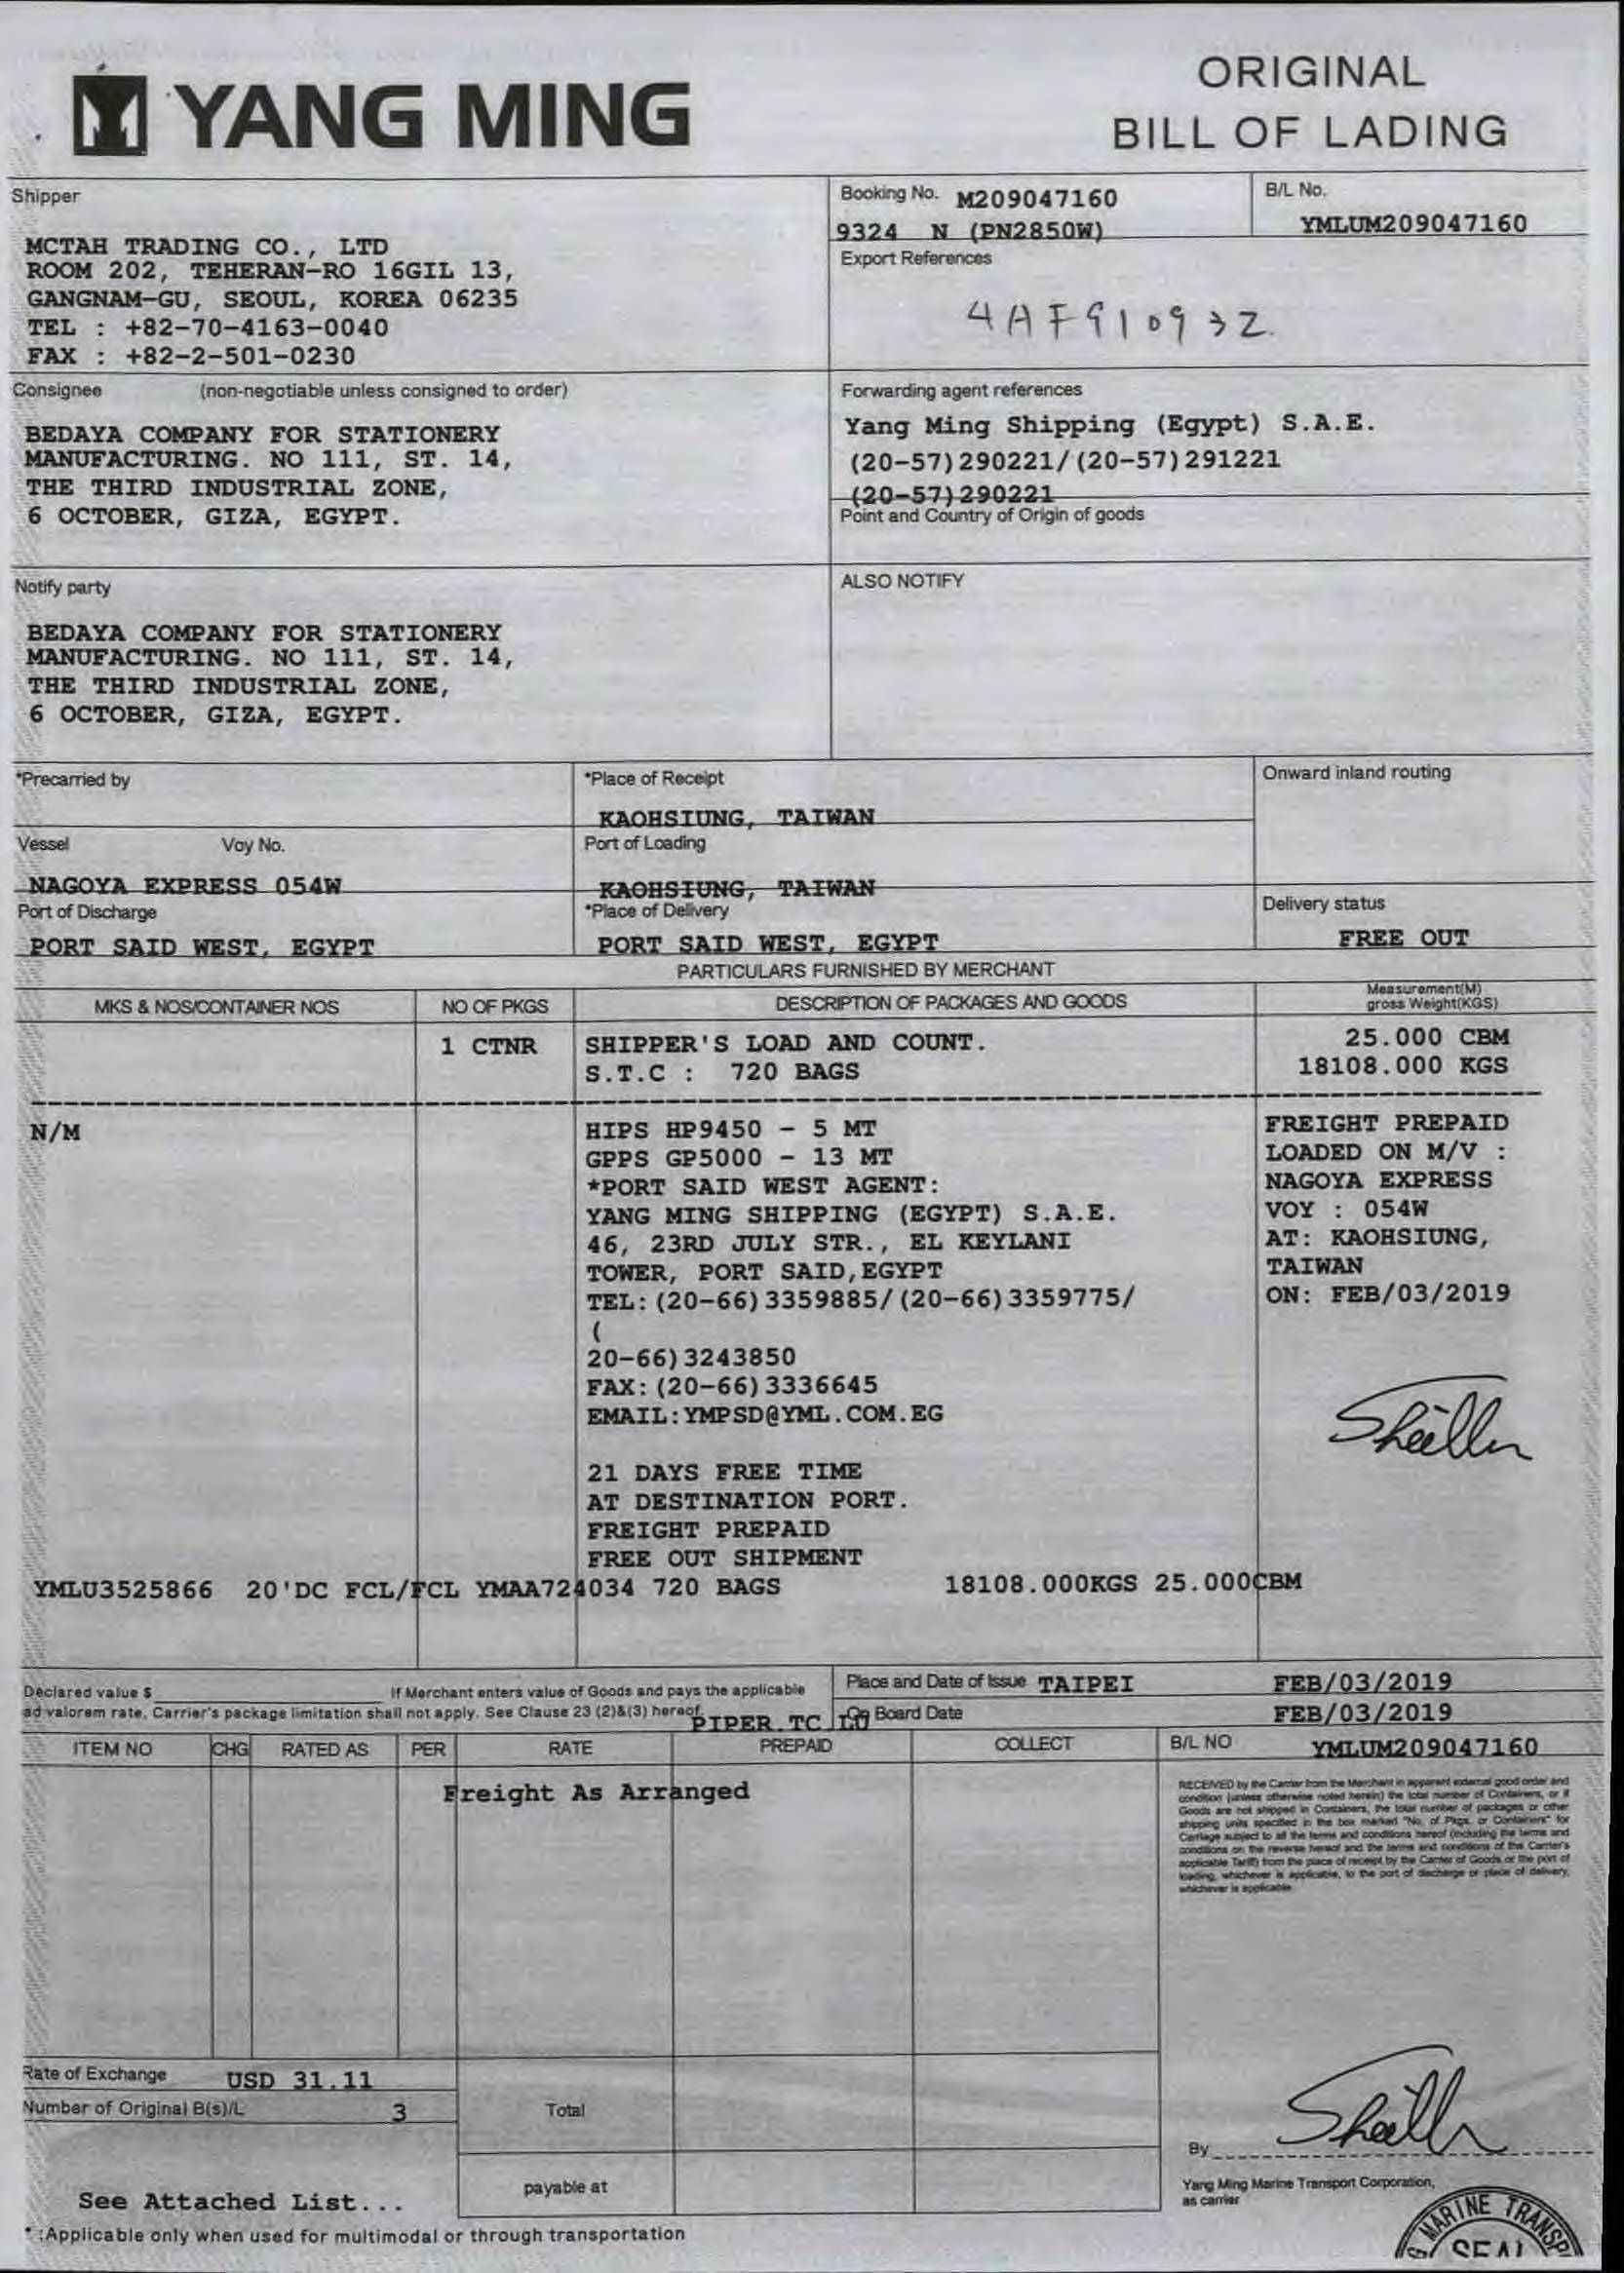 YANG MING
ORIGINAL
BILL OF LADING
Shipper
MCTAH TRADING CO., LTD
ROOM 202, TEHERAN-RO 16GIL 13,
GANGNAM-GU, SEOUL, KOREA 06235
TEL : +82-70-4163-0040
FAX : +82-2-501-0230
Booking No. M209047160
9324 N (PN2850W)
B/L No.
YMLUM209047160
Export References
Consignee (non-negotiable unless consigned to order)
BEDAYA COMPANY FOR STATIONERY
MANUFACTURING. NO 111, ST. 14,
THE THIRD INDUSTRIAL ZONE,
6 OCTOBER, GIZA, EGYPT.
Forwarding agent references
Yang Ming Shipping (Egypt) S.A.E.
(20-57)290221/(20-57)291221
(20-57)290221
Point and Country of Origin of goods
Notify party
BEDAYA COMPANY FOR STATIONERY
MANUFACTURING. NO 111, ST. 14,
THE THIRD INDUSTRIAL ZONE,
6 OCTOBER, GIZA, EGYPT.
ALSO NOTIFY
*Precarried by
*Place of Receipt
KAOHSIUNG, TAIWAN
Onward inland routing
Vessel Voy No.
NAGOYA EXPRESS 054W
Port of Loading
KAOHSIUNG, TAIWAN
Port of Discharge
PORT SAID WEST, EGYPT
*Place of Delivery
PORT SAID WEST, EGYPT
Delivery status
FREE OUT
PARTICULARS FURNISHED BY MERCHANT
MKS & NOS/CONTAINER NOS
NO OF PKGS
DESCRIPTION OF PACKAGES AND GOODS
Measurement(M)
gross Weight(KGS)
1 CTNR
SHIPPER'S LOAD AND COUNT.
S.T.C : 720 BAGS
25.000 CBM
18108.000 KGS
N/M
HIPS HP9450 - 5 MT
GPPS GP5000 - 13 MT
*PORT SAID WEST AGENT:
YANG MING SHIPPING (EGYPT) S.A.E.
46, 23RD JULY STR., EL KEYLANI
TOWER, PORT SAID,EGYPT
TEL:(20-66)3359885/(20-66)3359775/
(
20-66)3243850
FAX:(20-66)3336645
EMAIL:YMPSD@YML.COM.EG
21 DAYS FREE TIME
AT DESTINATION PORT.
FREIGHT PREPAID
FREE OUT SHIPMENT
FREIGHT PREPAID
LOADED ON M/V :
NAGOYA EXPRESS
VOY : 054W
AT: KAOHSIUNG,
TAIWAN
ON: FEB/03/2019
YMLU3525866 20'DC FCL/FCL YMAA724034 720 BAGS 18108.000KGS 25.000CBM
Declared value $ If Merchant enters value of Goods and pays the applicable
ad valorem rate, Carrier's package limitation shall not apply. See Clause 23 (2)&(3) hereof.
PIPER.TC LU
Place and Date of Issue TAIPEI FEB/03/2019
On Board Date FEB/03/2019
ITEM NO CHG RATED AS PER RATE PREPAID COLLECT
B/L NO YMLUM209047160
Freight As Arranged
RECEIVED by the Carrier from the Merchant in apparent external good order and
condition (unless otherwise noted herein) the total number of Containers, or if
Goods are not shipped in Containers, the total number of packages or other
shipping units specified in the box marked "No. of Pkgs. or Containers" for
Carriage subject to all the terms and conditions hereof (including the terms and
conditions on the reverse hereof and the terms and conditions of the Carrier's
applicable Tariff) from the place of receipt by the Carrier of Goods or the port of
loading, whichever is applicable, to the port of discharge or place of delivery,
whichever is applicable.
Rate of Exchange USD 31.11
Number of Original B(s)/L 3
Total
payable at
By
Yang Ming Marine Transport Corporation,
as carrier
See Attached List...
* :Applicable only when used for multimodal or through transportation
MARINE TRANSP
SEAL